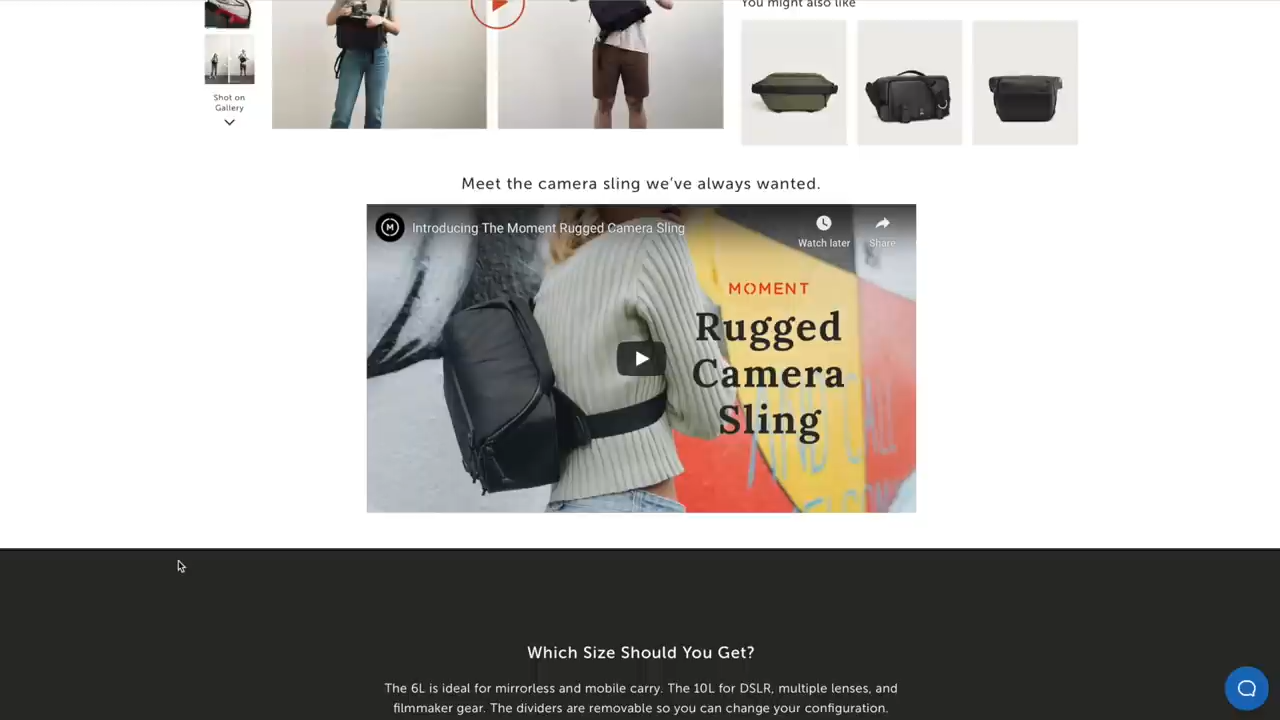 You might also like
Shot on
Gallery
Meet the camera sling we've always wanted.
M
Introducing The Moment Rugged Camera Sling
Watch later
Share
MOMENT
Rugged
Camera
Sling
Which Size Should You Get?
The 6L is ideal for mirrorless and mobile carry. The 10L for DSLR, multiple lenses, and
filmmaker gear. The dividers are removable so you can change your configuration.